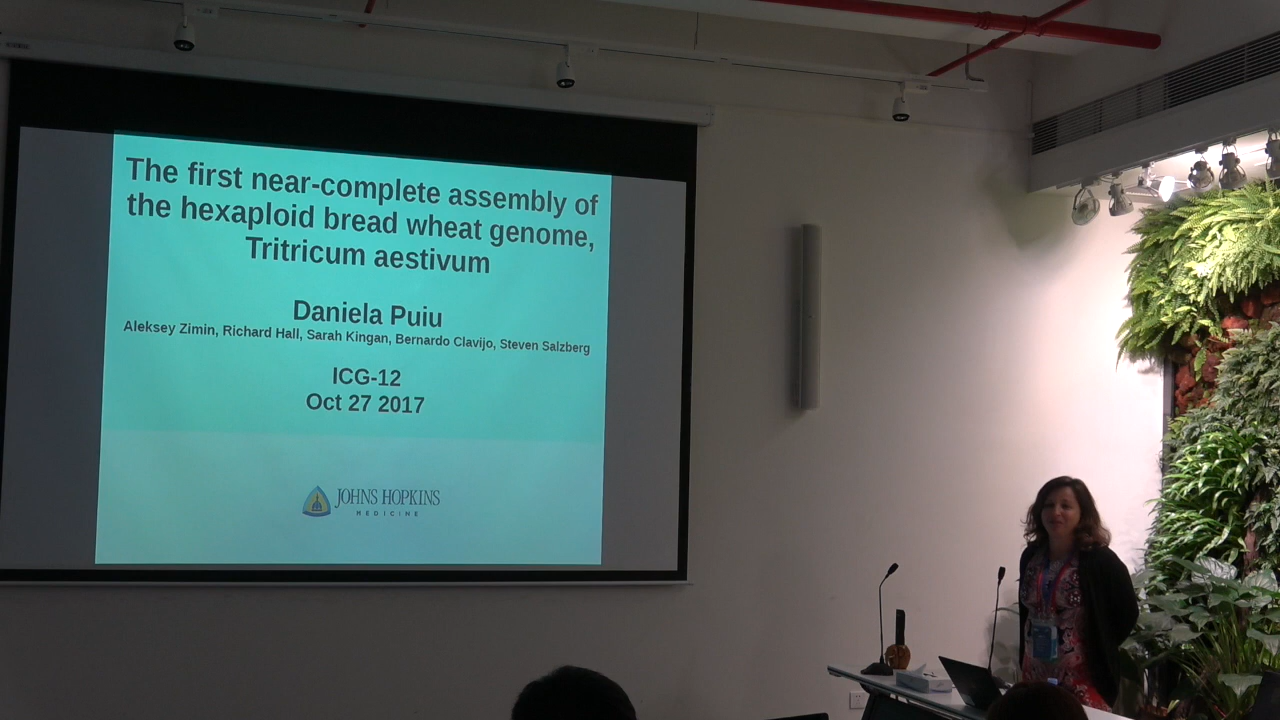 The first near-complete assembly of
the hexaploid bread wheat genome,
Tritricum aestivum
Daniela Puiu
Aleksey Zimin, Richard Hall, Sarah Kingan, Bernardo Clavijo, Steven Salzberg
ICG-12
Oct 27 2017
JOHNS HOPKINS
MEDICINE